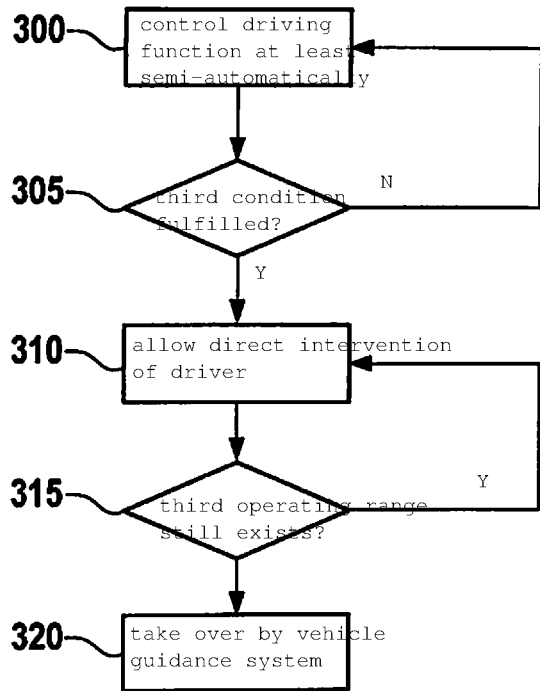 300
control driving
function at least
semi-automatically
305
third condition
fulfilled?
N
Y
310
allow direct intervention
of driver
315
third operating range
still exists?
Y
320
take over by vehicle
guidance system